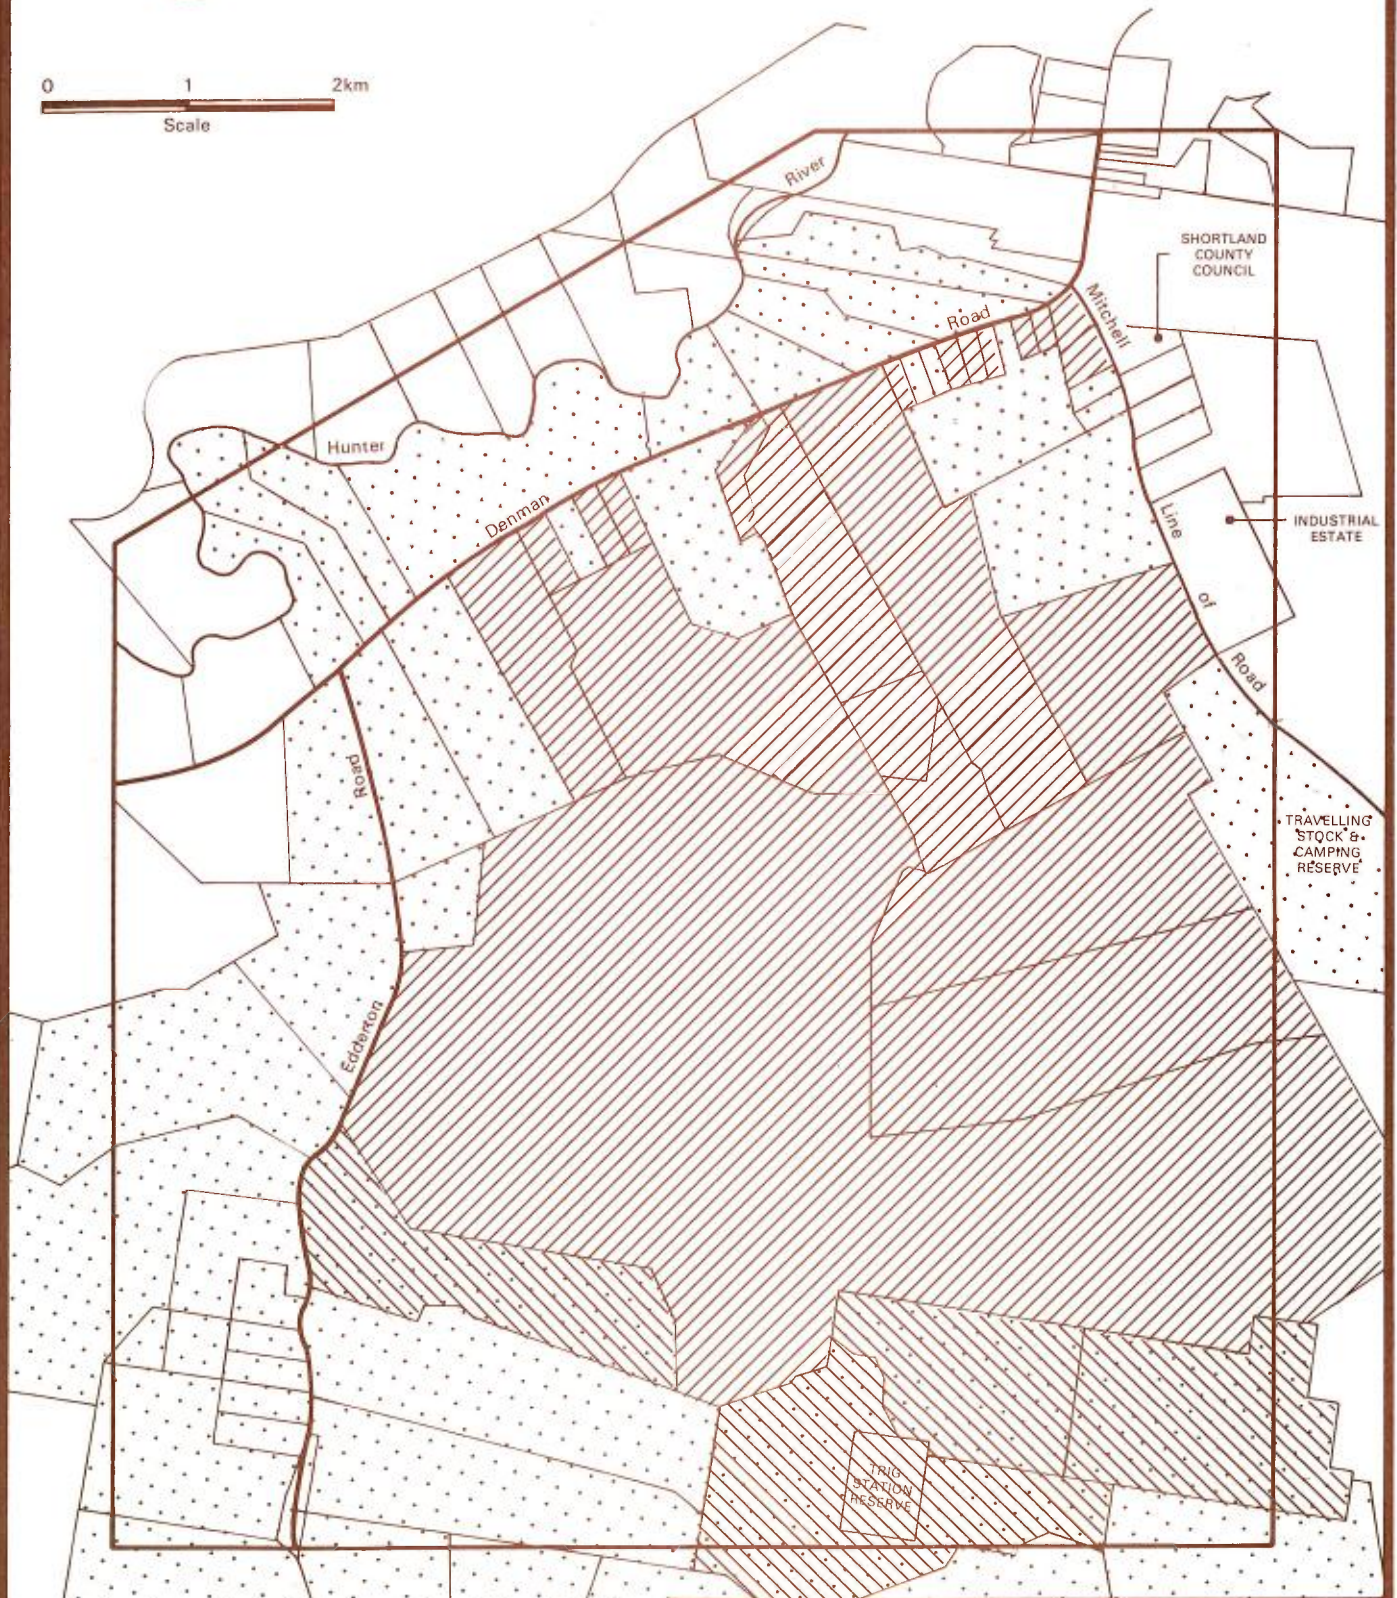 0 1 2km
Scale
River
SHORTLAND
COUNTY
COUNCIL
Mitchell
Road
Hunter
Denman
Line
INDUSTRIAL
ESTATE
of
Road
Road
TRAVELLING
STOCK &
CAMPING
RESERVE
Edderton
TRIG
STATION
RESERVE